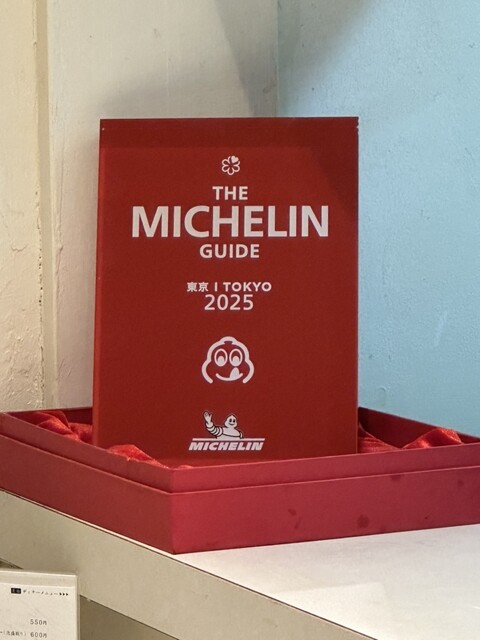 THE
MICHELIN
GUIDE
東京 | TOKYO
2025
MICHELIN
550円
600円